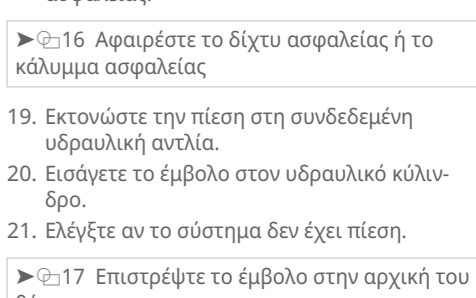 ➤16 Αφαιρέστε το δίχτυ ασφαλείας ή το
κάλυμμα ασφαλείας
19. Εκτονώστε την πίεση στη συνδεδεμένη
υδραυλική αντλία.
20. Εισάγετε το έμβολο στον υδραυλικό κύλιν-
δρο.
21. Ελέγξτε αν το σύστημα δεν έχει πίεση.
➤17 Επιστρέψτε το έμβολο στην αρχική του